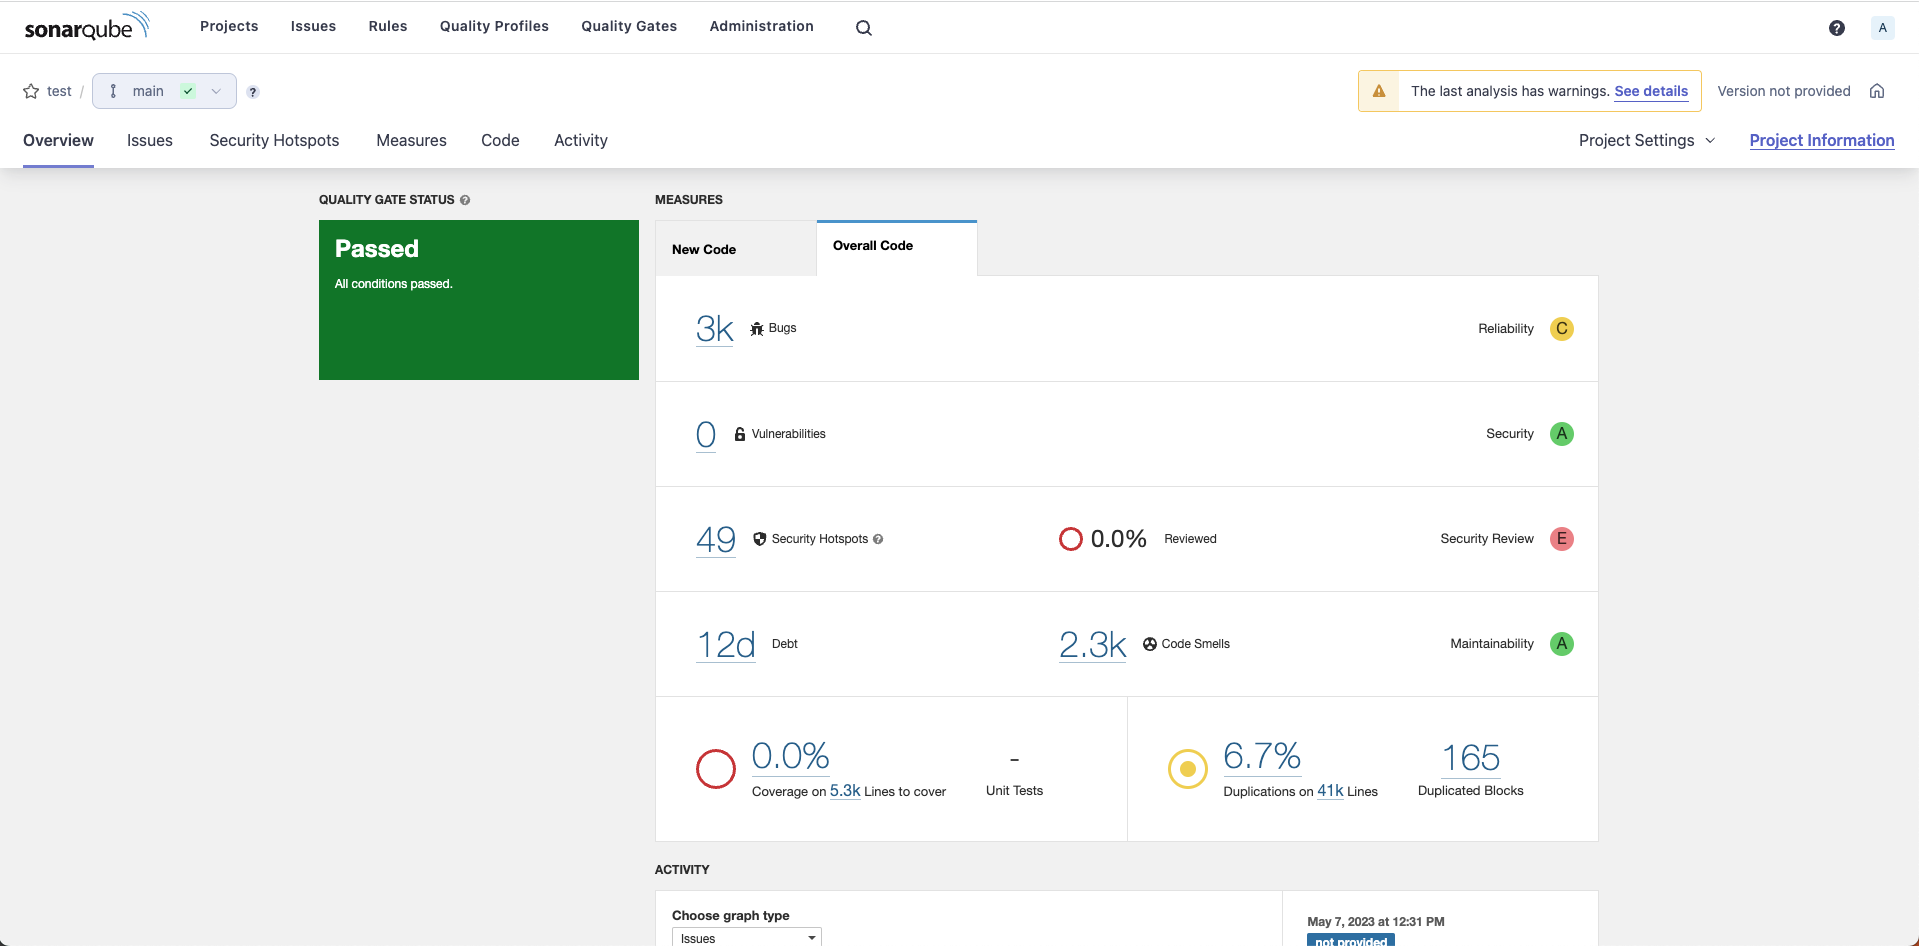 sonarqube Projects Issues Rules Quality Profiles Quality Gates Administration ? A
test / main ?
The last analysis has warnings. See details Version not provided
Overview Issues Security Hotspots Measures Code Activity Project Settings Project Information
QUALITY GATE STATUS ? MEASURES
Passed
All conditions passed.
New Code Overall Code
3k Bugs Reliability C
0 Vulnerabilities Security A
49 Security Hotspots ? 0.0% Reviewed Security Review E
12d Debt 2.3k Code Smells Maintainability A
0.0% - 6.7% 165
Coverage on 5.3k Lines to cover Unit Tests Duplications on 41k Lines Duplicated Blocks
ACTIVITY
Choose graph type
Issues
May 7, 2023 at 12:31 PM
not provided